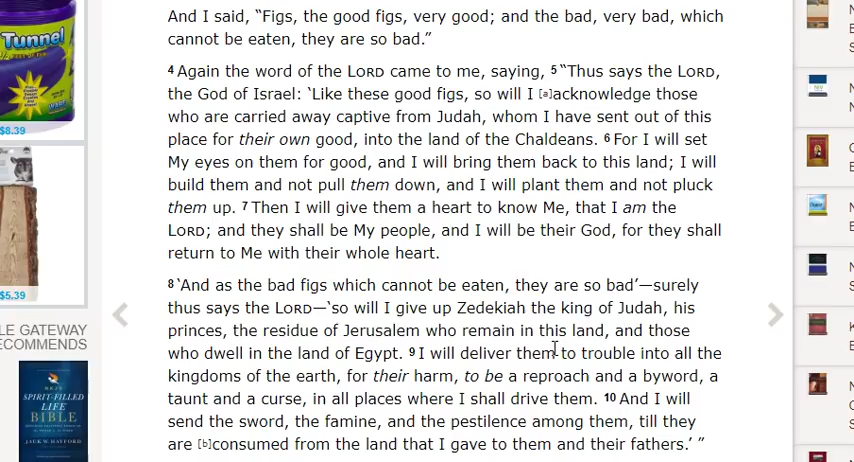 And I said, “Figs, the good figs, very good; and the bad, very bad, which
cannot be eaten, they are so bad.”
4 Again the word of the LORD came to me, saying, 5 “Thus says the LORD,
the God of Israel: ‘Like these good figs, so will I [a]acknowledge those
who are carried away captive from Judah, whom I have sent out of this
place for their own good, into the land of the Chaldeans. 6 For I will set
My eyes on them for good, and I will bring them back to this land; I will
build them and not pull them down, and I will plant them and not pluck
them up. 7 Then I will give them a heart to know Me, that I am the
LORD; and they shall be My people, and I will be their God, for they shall
return to Me with their whole heart.
8 ‘And as the bad figs which cannot be eaten, they are so bad’—surely
thus says the LORD—‘so will I give up Zedekiah the king of Judah, his
princes, the residue of Jerusalem who remain in this land, and those
who dwell in the land of Egypt. 9 I will deliver them to trouble into all the
kingdoms of the earth, for their harm, to be a reproach and a byword, a
taunt and a curse, in all places where I shall drive them. 10 And I will
send the sword, the famine, and the pestilence among them, till they
are [b]consumed from the land that I gave to them and their fathers.’ ”
Tunnel
$8.39
$5.39
LE GATEWAY
ECOMMENDS
NKJV
SPIRIT-FILLED
LIFE
BIBLE
JACK W. HAYFORD